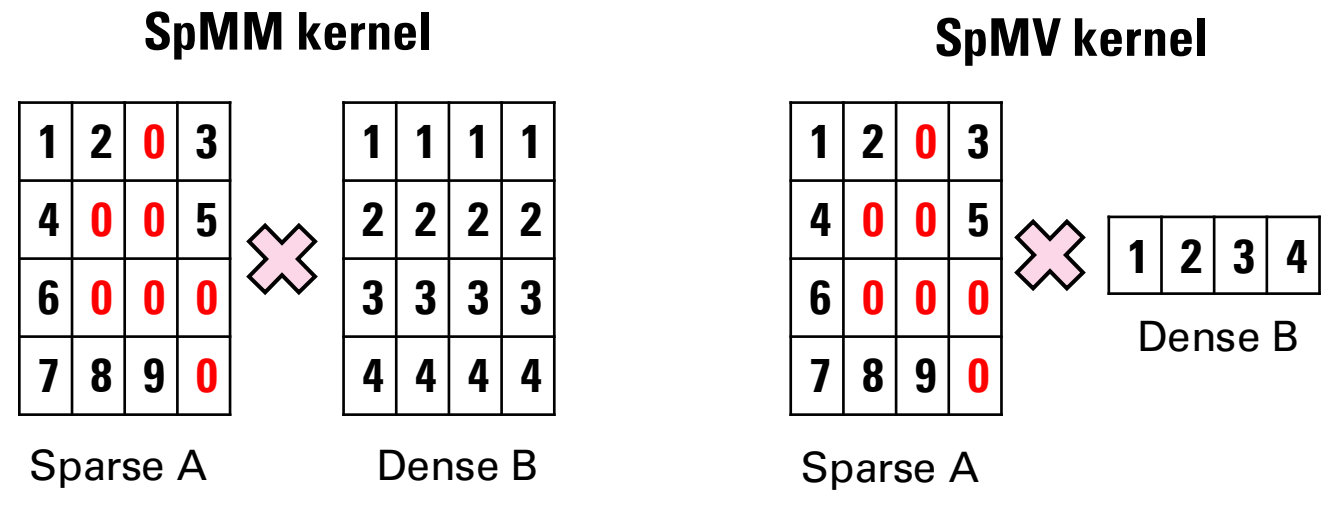 SpMM kernel
SpMV kernel
1 2 0 3
4 0 0 5
6 0 0 0
7 8 9 0
Sparse A
1 1 1 1
2 2 2 2
3 3 3 3
4 4 4 4
Dense B
1 2 0 3
4 0 0 5
6 0 0 0
7 8 9 0
Sparse A
1 2 3 4
Dense B